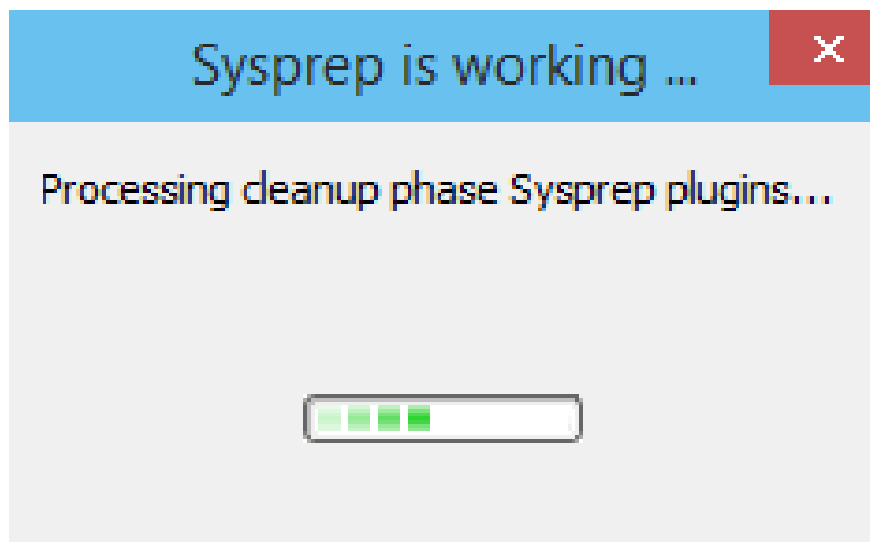 Sysprep is working ...
Processing cleanup phase Sysprep plugins...